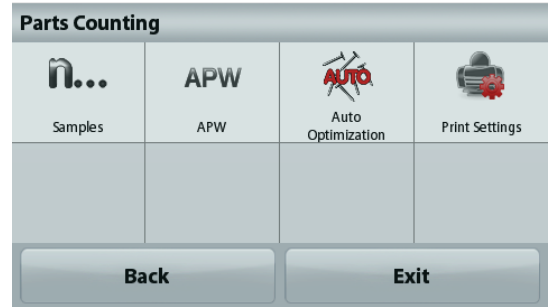 Parts Counting
n...
APW
AUTO
Samples
APW
Auto
Optimization
Print Settings
Back
Exit